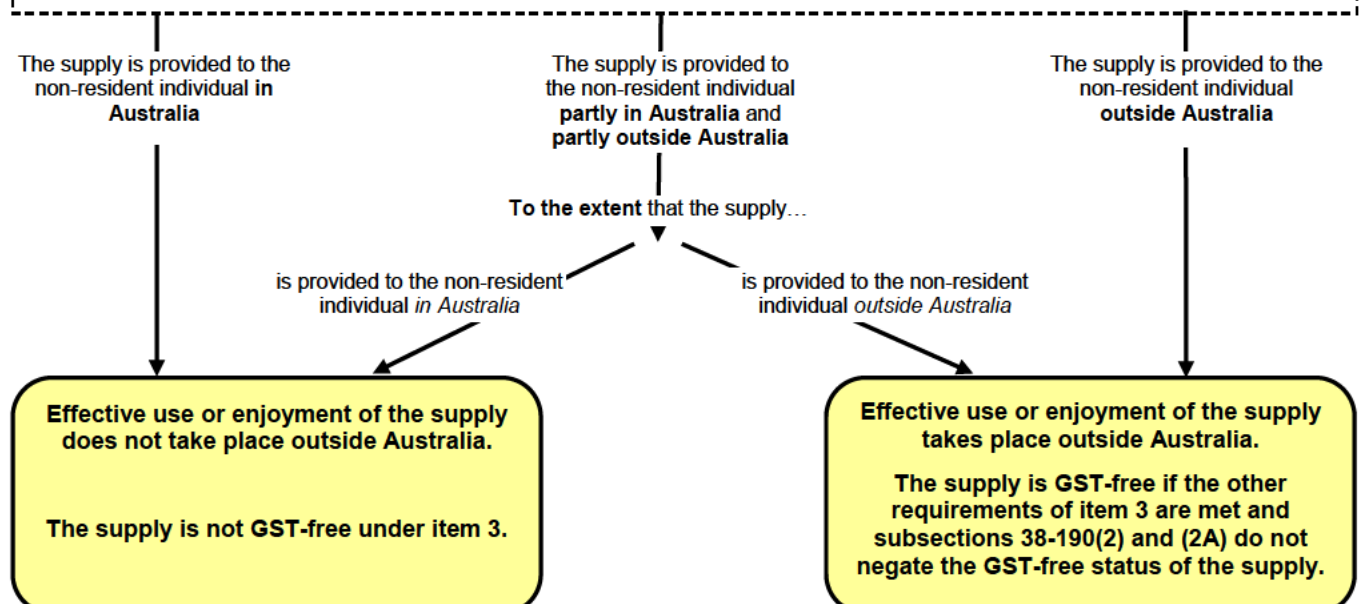 The supply is provided to the
non-resident individual in
Australia
The supply is provided to
the non-resident individual
partly in Australia and
partly outside Australia
The supply is provided to the
non-resident individual
outside Australia
To the extent that the supply…
is provided to the non-resident
individual in Australia
is provided to the non-resident
individual outside Australia
Effective use or enjoyment of the supply
does not take place outside Australia.
The supply is not GST-free under item 3.
Effective use or enjoyment of the supply
takes place outside Australia.
The supply is GST-free if the other
requirements of item 3 are met and
subsections 38-190(2) and (2A) do not
negate the GST-free status of the supply.